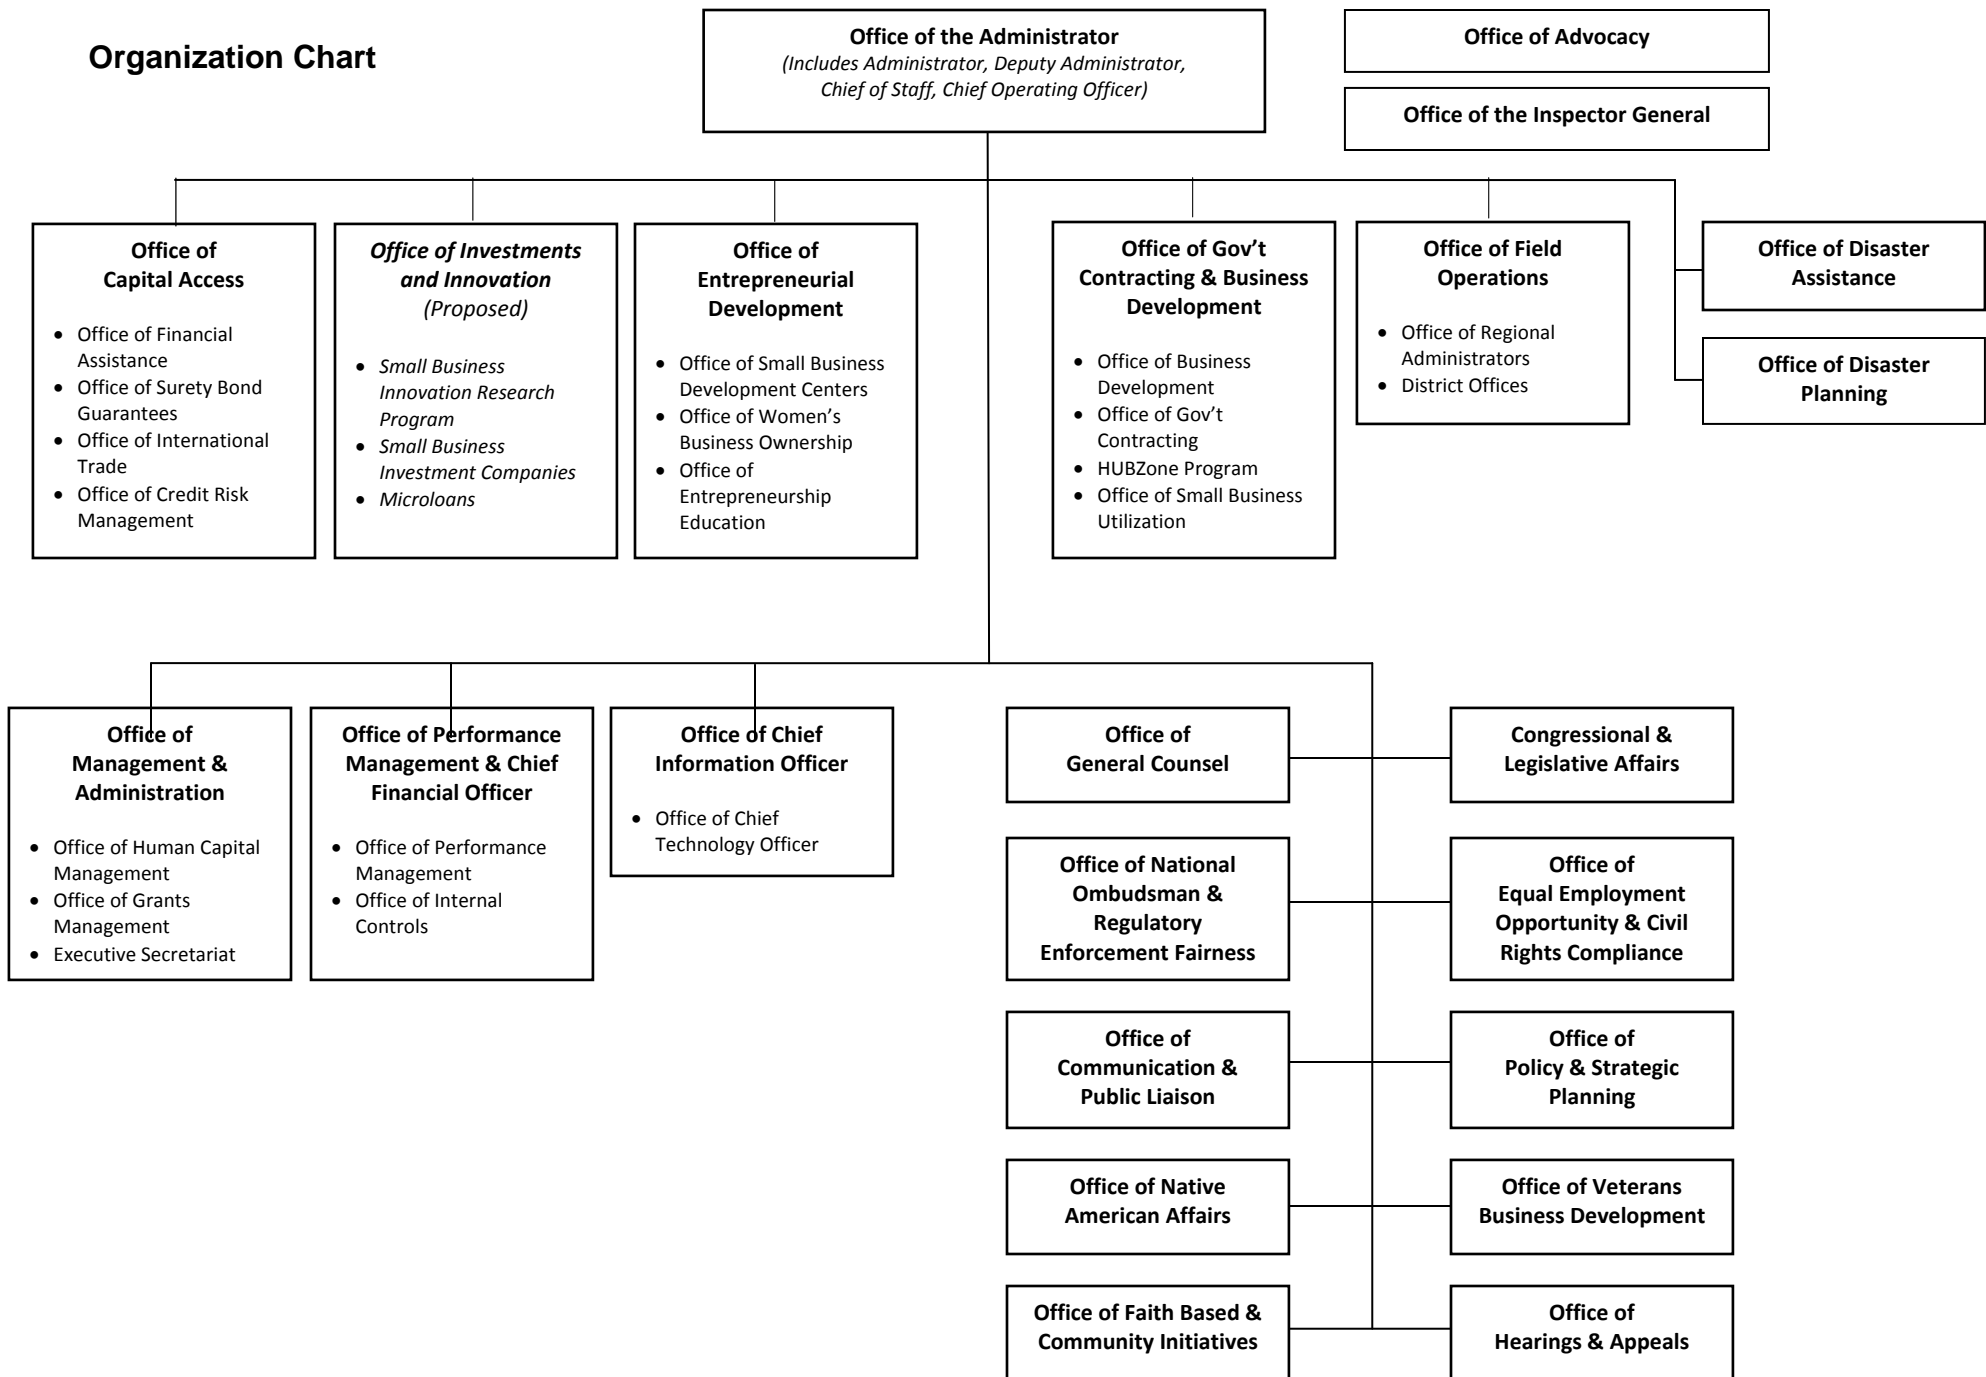 Organization Chart
Office of the Administrator
(Includes Administrator, Deputy Administrator,
Chief of Staff, Chief Operating Officer)
Office of Advocacy
Office of the Inspector General
Office of
Capital Access
• Office of Financial
Assistance
• Office of Surety Bond
Guarantees
• Office of International
Trade
• Office of Credit Risk
Management
Office of Investments
and Innovation
(Proposed)
• Small Business
Innovation Research
Program
• Small Business
Investment Companies
• Microloans
Office of
Entrepreneurial
Development
• Office of Small Business
Development Centers
• Office of Women’s
Business Ownership
• Office of
Entrepreneurship
Education
Office of Gov’t
Contracting & Business
Development
• Office of Business
Development
• Office of Gov’t
Contracting
• HUBZone Program
• Office of Small Business
Utilization
Office of Field
Operations
• Office of Regional
Administrators
• District Offices
Office of Disaster
Assistance
Office of Disaster
Planning
Office of
Management &
Administration
• Office of Human Capital
Management
• Office of Grants
Management
• Executive Secretariat
Office of Performance
Management & Chief
Financial Officer
• Office of Performance
Management
• Office of Internal
Controls
Office of Chief
Information Officer
• Office of Chief
Technology Officer
Office of
General Counsel
Congressional &
Legislative Affairs
Office of National
Ombudsman &
Regulatory
Enforcement Fairness
Office of
Equal Employment
Opportunity & Civil
Rights Compliance
Office of
Communication &
Public Liaison
Office of
Policy & Strategic
Planning
Office of Native
American Affairs
Office of Veterans
Business Development
Office of Faith Based &
Community Initiatives
Office of
Hearings & Appeals